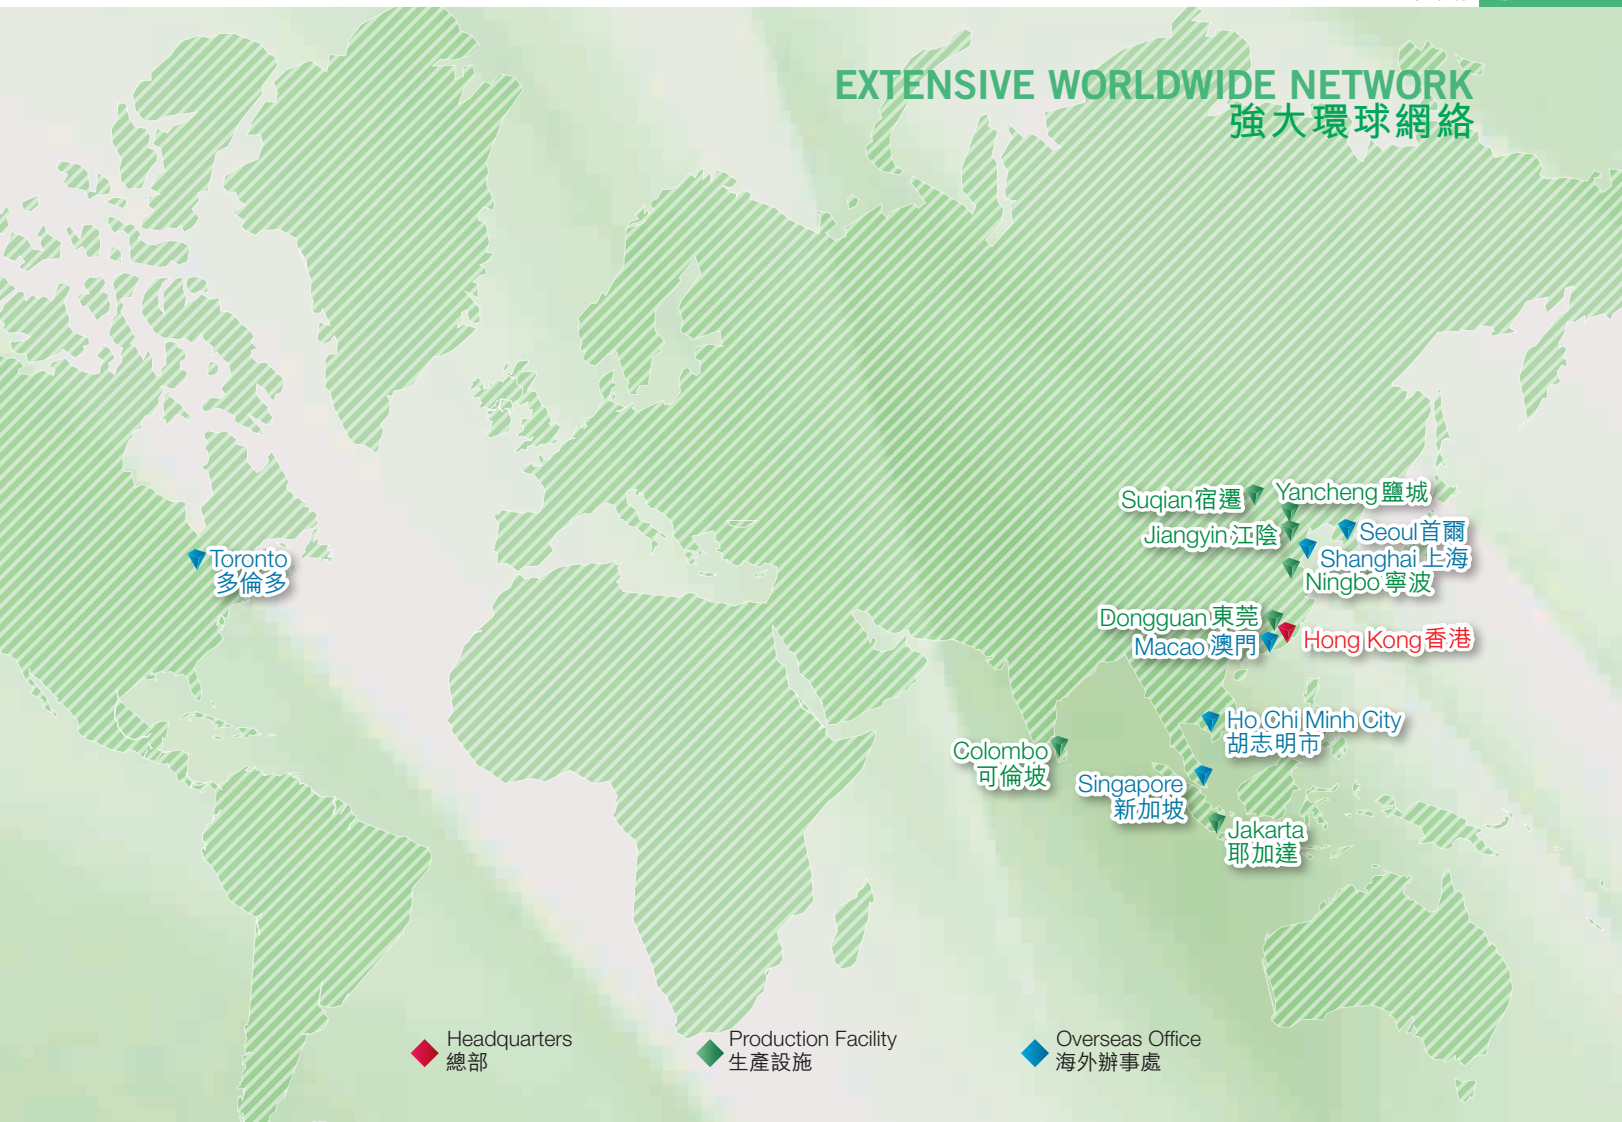 EXTENSIVE WORLDWIDE NETWORK
強大環球網絡
Suqian宿遷
Yancheng鹽城
Jiangyin江陰
Seoul首爾
Shanghai上海
Ningbo寧波
Toronto
多倫多
Dongguan東莞
Macao澳門
Hong Kong香港
Ho Chi Minh City
胡志明市
Colombo
可倫坡
Singapore
新加坡
Jakarta
耶加達
Headquarters
總部
Production Facility
生產設施
Overseas Office
海外辦事處